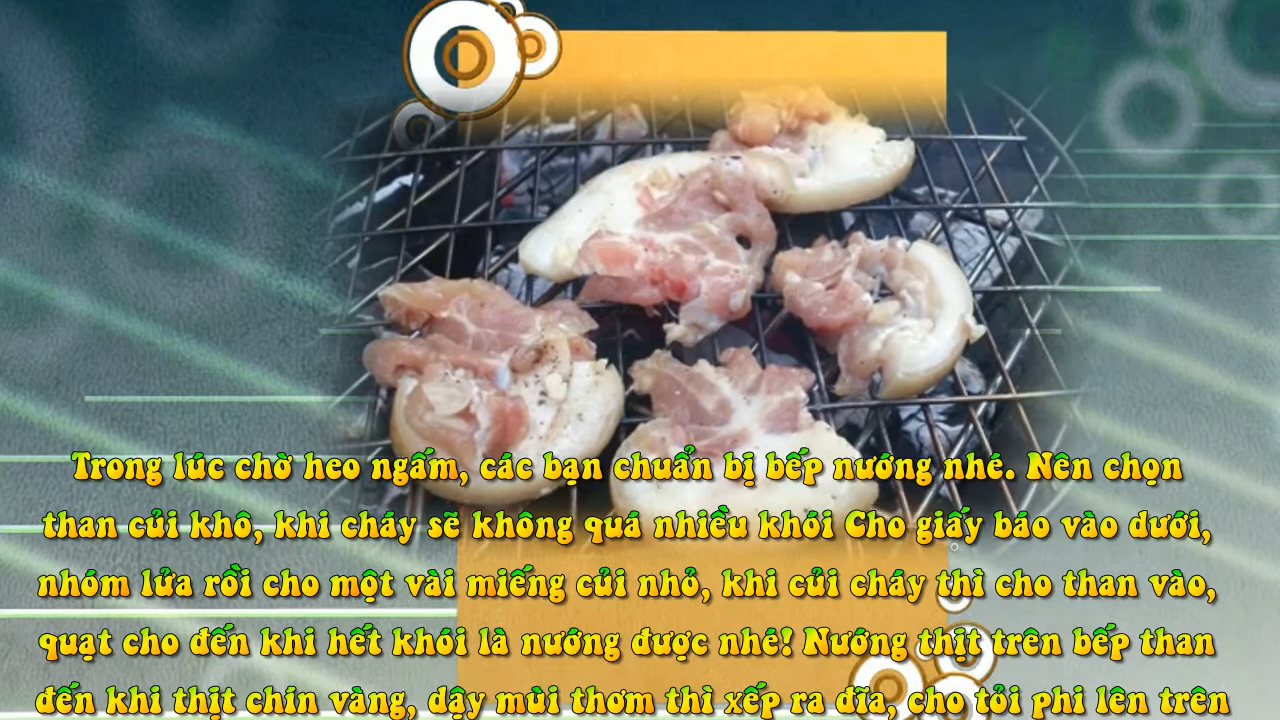 Trong lúc chờ heo ngấm, các bạn chuẩn bị bếp nướng nhé. Nên chọn
than củi khô, khi cháy sẽ không quá nhiều khói Cho giấy báo vào dưới,
nhóm lửa rồi cho một vài miếng củi nhỏ, khi củi cháy thì cho than vào,
quạt cho đến khi hết khói là nướng được nhé! Nướng thịt trên bếp than
đến khi thịt chín vàng, dậy mùi thơm thì xếp ra đĩa, cho tỏi phi lên trên